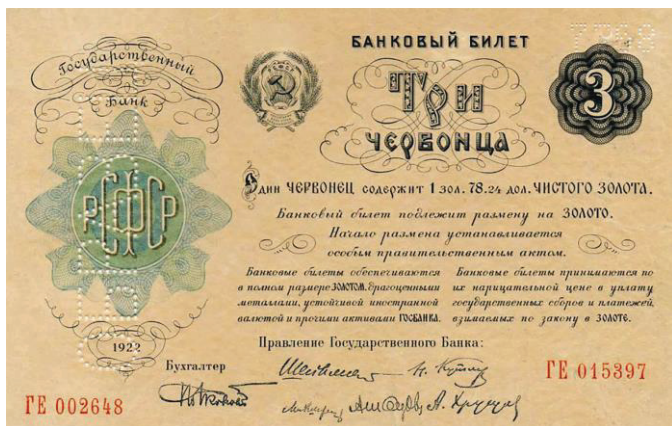 Государственный
Банк
РСФСР
1922
ГЕ 002648
БАНКОВЫЙ БИЛЕТ
ТРИ
ЧЕРВОНЦА
3
Один ЧЕРВОНЕЦ содержит 1 зол. 78.24 дол. ЧИСТОГО ЗОЛОТА.
Банковый билет подлежит размену на ЗОЛОТО.
Начало размена устанавливается
особым правительственным актом.
Банковые билеты обеспечиваются
в полном размере ЗОЛОТОМ, драгоценными
металлами, устойчивой иностранной
валютой и прочими активами ГОСБАНКА.
Банковые билеты принимаются по
их нарицательной цене в уплату
государственных сборов и платежей,
взимаемых по закону в ЗОЛОТЕ.
Правление Государственного Банка:
Бухгалтер
ГЕ 015397